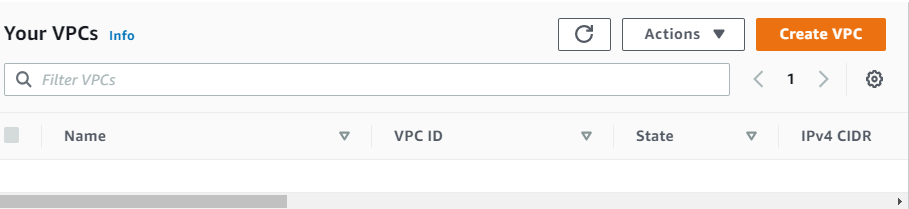 Your VPCs Info Actions Create VPC
Filter VPCs 1
Name VPC ID State IPv4 CIDR